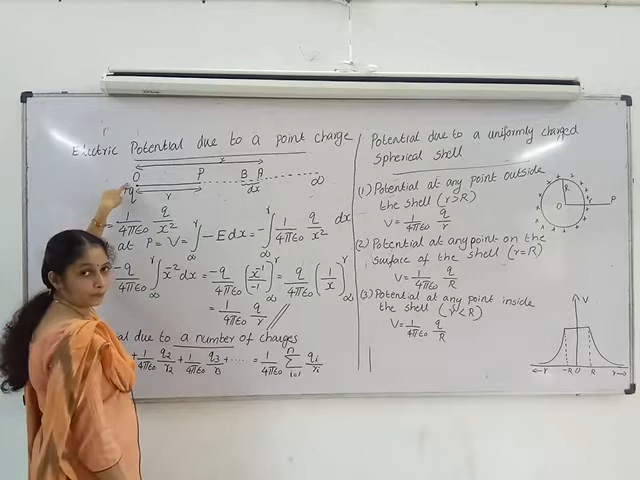 Electric Potential due to a point charge
x
O P B A ∞
+q r dx
= 1/4πε₀ q/x²
at P = V = ∫_∞^r -E dx = -∫_∞^r 1/4πε₀ q/x² dx
-q/4πε₀ ∫_∞^r x⁻² dx = -q/4πε₀ (x⁻¹/-1)_∞^r = q/4πε₀ (1/x)_∞^r
= 1/4πε₀ q/r
al due to a number of charges
+ 1/4πε₀ q₂/r₂ + 1/4πε₀ q₃/r₃ + ..... = 1/4πε₀ Σ_{i=1}^n qᵢ/rᵢ
Potential due to a uniformly charged
spherical shell
(1) Potential at any point outside
the shell (r>R)
V = 1/4πε₀ q/r
(2) Potential at any point on the
surface of the shell (r=R)
V = 1/4πε₀ q/R
(3) Potential at any point inside
the shell (r<R)
V = 1/4πε₀ q/R
R
O P
V
←r -R O R r→